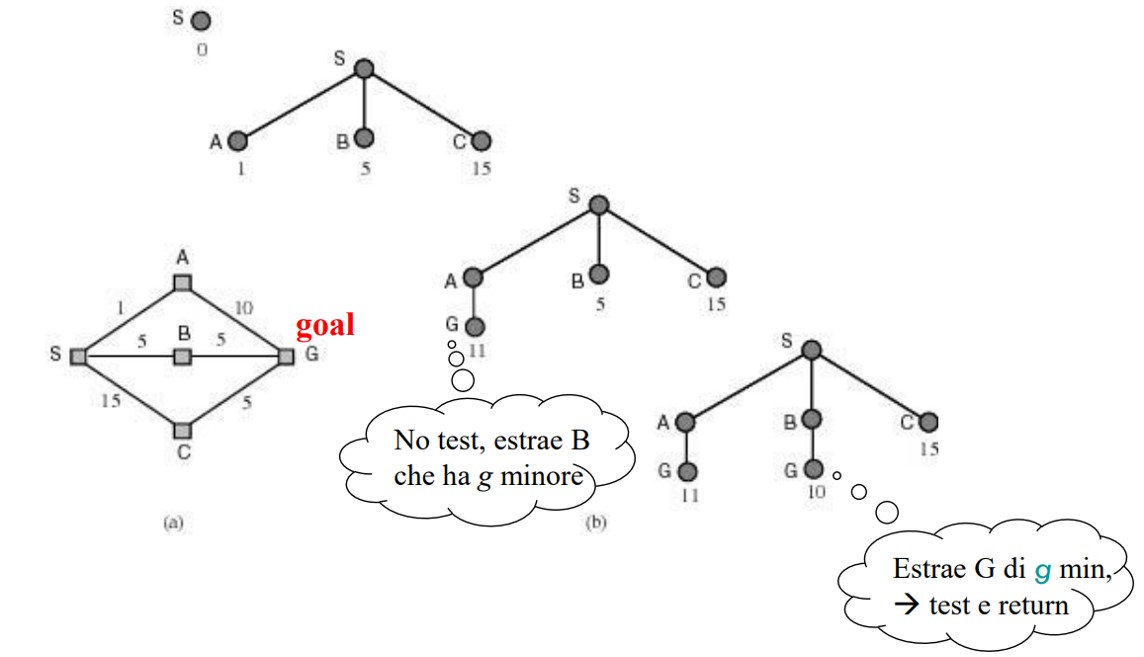 S
0
S
A
B
C
1
5
15
S
A
B
C
5
15
G
11
A
1
10
goal
B
5
5
S
G
15
5
C
(a)
No test, estrae B
che ha g minore
S
A
B
C
15
G
G
11
10
(b)
Estrae G di g min,
→ test e return